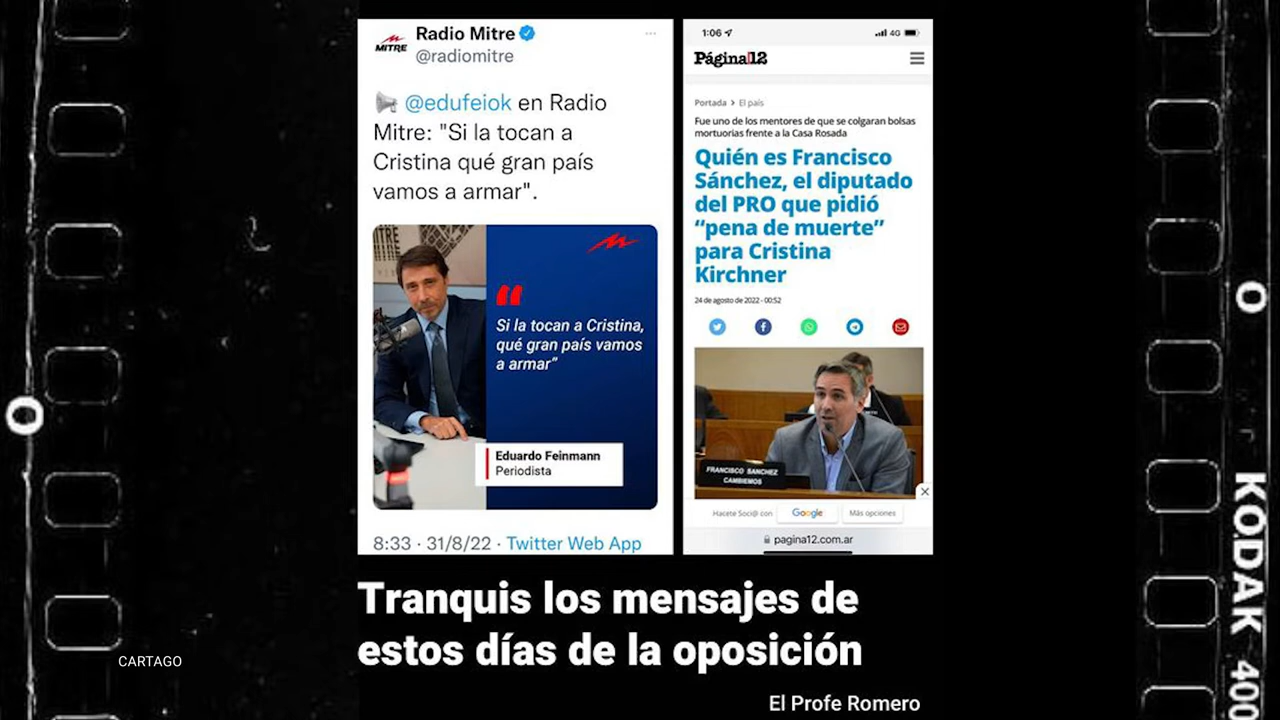 Radio Mitre
MITRE
@radiomitre
@edufeiok en Radio
Mitre: "Si la tocan a
Cristina qué gran país
vamos a armar".
MITRE
Si la tocan a Cristina,
qué gran país vamos
a armar”
Eduardo Feinmann
Periodista
8:33 · 31/8/22 · Twitter Web App
1:06
4G
Página12
Portada > El país
Fue uno de los mentores de que se colgaran bolsas
mortuorias frente a la Casa Rosada
Quién es Francisco
Sánchez, el diputado
del PRO que pidió
“pena de muerte”
para Cristina
Kirchner
24 de agosto de 2022 - 00:52
FRANCISCO SANCHEZ
CAMBIEMOS
Hacete Soci@ con
Google
Más opciones
pagina12.com.ar
Tranquis los mensajes de
estos días de la oposición
El Profe Romero
CARTAGO
KODAK 400